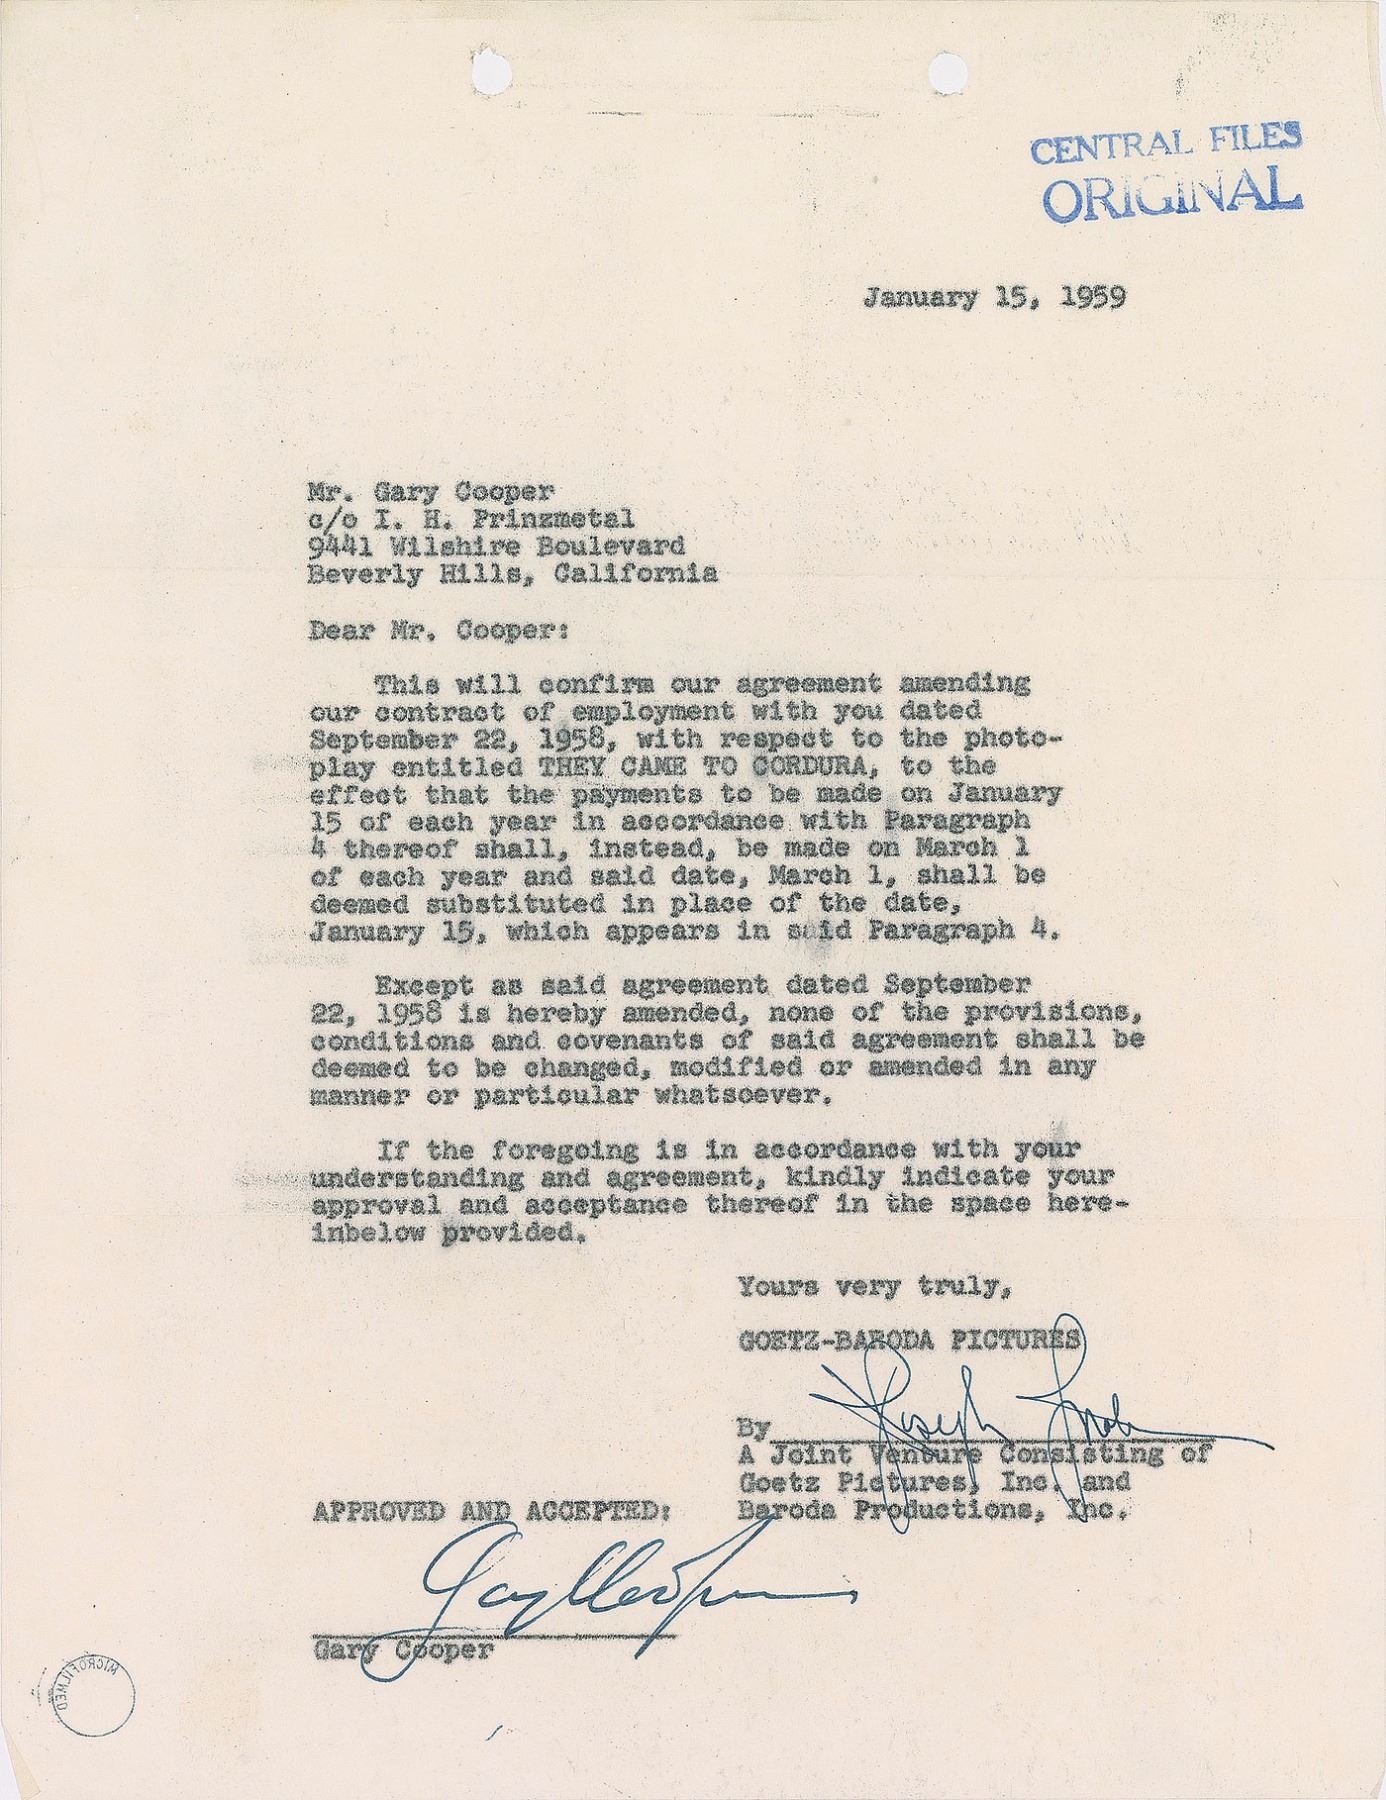 CENTRAL FILES
ORIGINAL
January 15, 1959
Mr. Gary Cooper
c/o I. H. Prinzmetal
9441 Wilshire Boulevard
Beverly Hills, California
Dear Mr. Cooper:
This will confirm our agreement amending
our contract of employment with you dated
September 22, 1958, with respect to the photo-
play entitled THEY CAME TO CORDURA, to the
effect that the payments to be made on January
15 of each year in accordance with Paragraph
4 thereof shall, instead, be made on March 1
of each year and said date, March 1, shall be
deemed substituted in place of the date,
January 15, which appears in said Paragraph 4.
Except as said agreement dated September
22, 1958 is hereby amended, none of the provisions,
conditions and covenants of said agreement shall be
deemed to be changed, modified or amended in any
manner or particular whatsoever.
If the foregoing is in accordance with your
understanding and agreement, kindly indicate your
approval and acceptance thereof in the space here-
inbelow provided.
Yours very truly,
GOETZ-BARODA PICTURES
By Joseph
A Joint Venture Consisting of
Goetz Pictures, Inc. and
Baroda Productions, Inc.
APPROVED AND ACCEPTED:
Gary Cooper
Gary Cooper
MICROFILMED